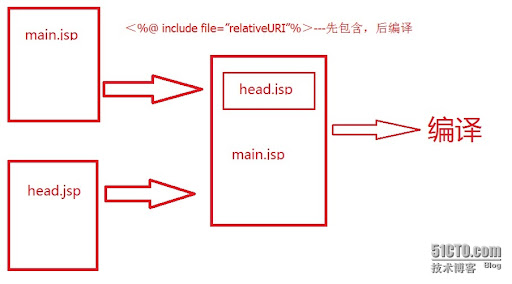 <%@ include file="relativeURI"%>---先包含，后编译
main.jsp
head.jsp
head.jsp
main.jsp
编译
51CTO.com
技术博客 Blog